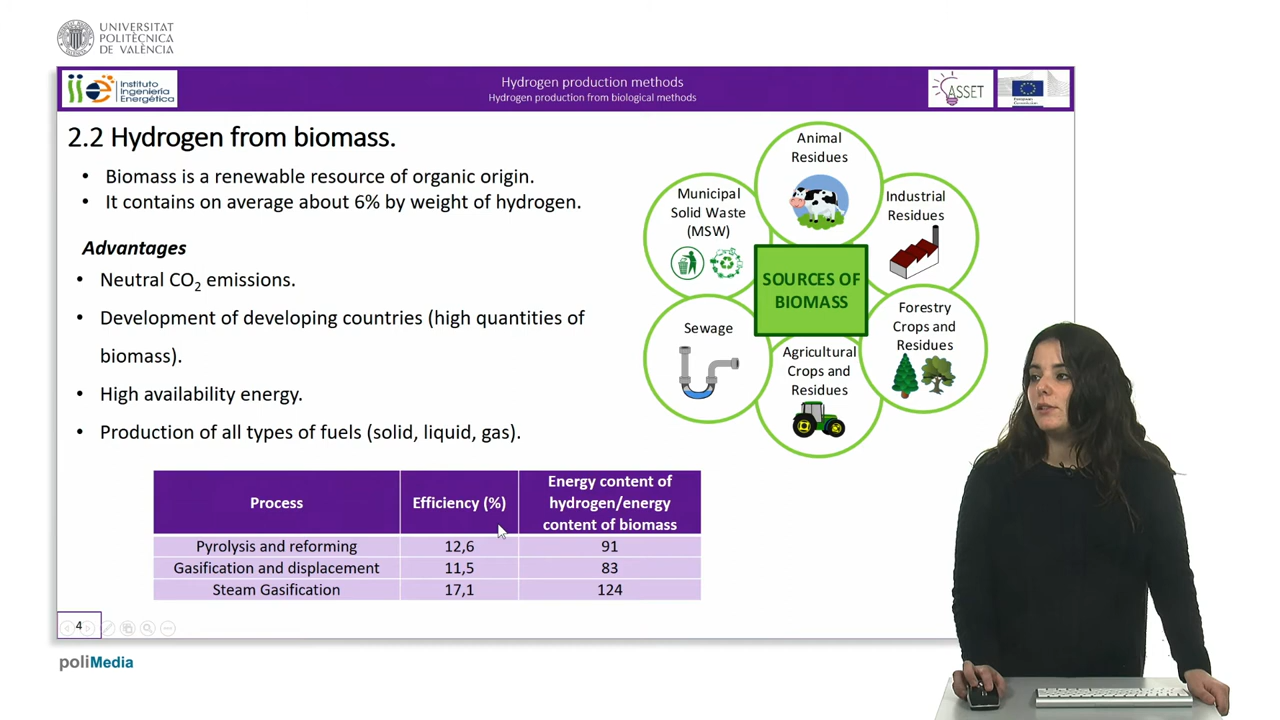 UNIVERSITAT
POLITÈCNICA
DE VALÈNCIA
iie Instituto
Ingeniería
Energética
Hydrogen production methods
Hydrogen production from biological methods
ASSET
2.2 Hydrogen from biomass.
• Biomass is a renewable resource of organic origin.
• It contains on average about 6% by weight of hydrogen.
Advantages
• Neutral CO2 emissions.
• Development of developing countries (high quantities of
biomass).
• High availability energy.
• Production of all types of fuels (solid, liquid, gas).
Animal
Residues
Municipal
Solid Waste
(MSW)
Industrial
Residues
SOURCES OF
BIOMASS
Sewage
Forestry
Crops and
Residues
Agricultural
Crops and
Residues
Process Efficiency (%) Energy content of
hydrogen/energy
content of biomass
Pyrolysis and reforming 12,6 91
Gasification and displacement 11,5 83
Steam Gasification 17,1 124
4
poliMedia